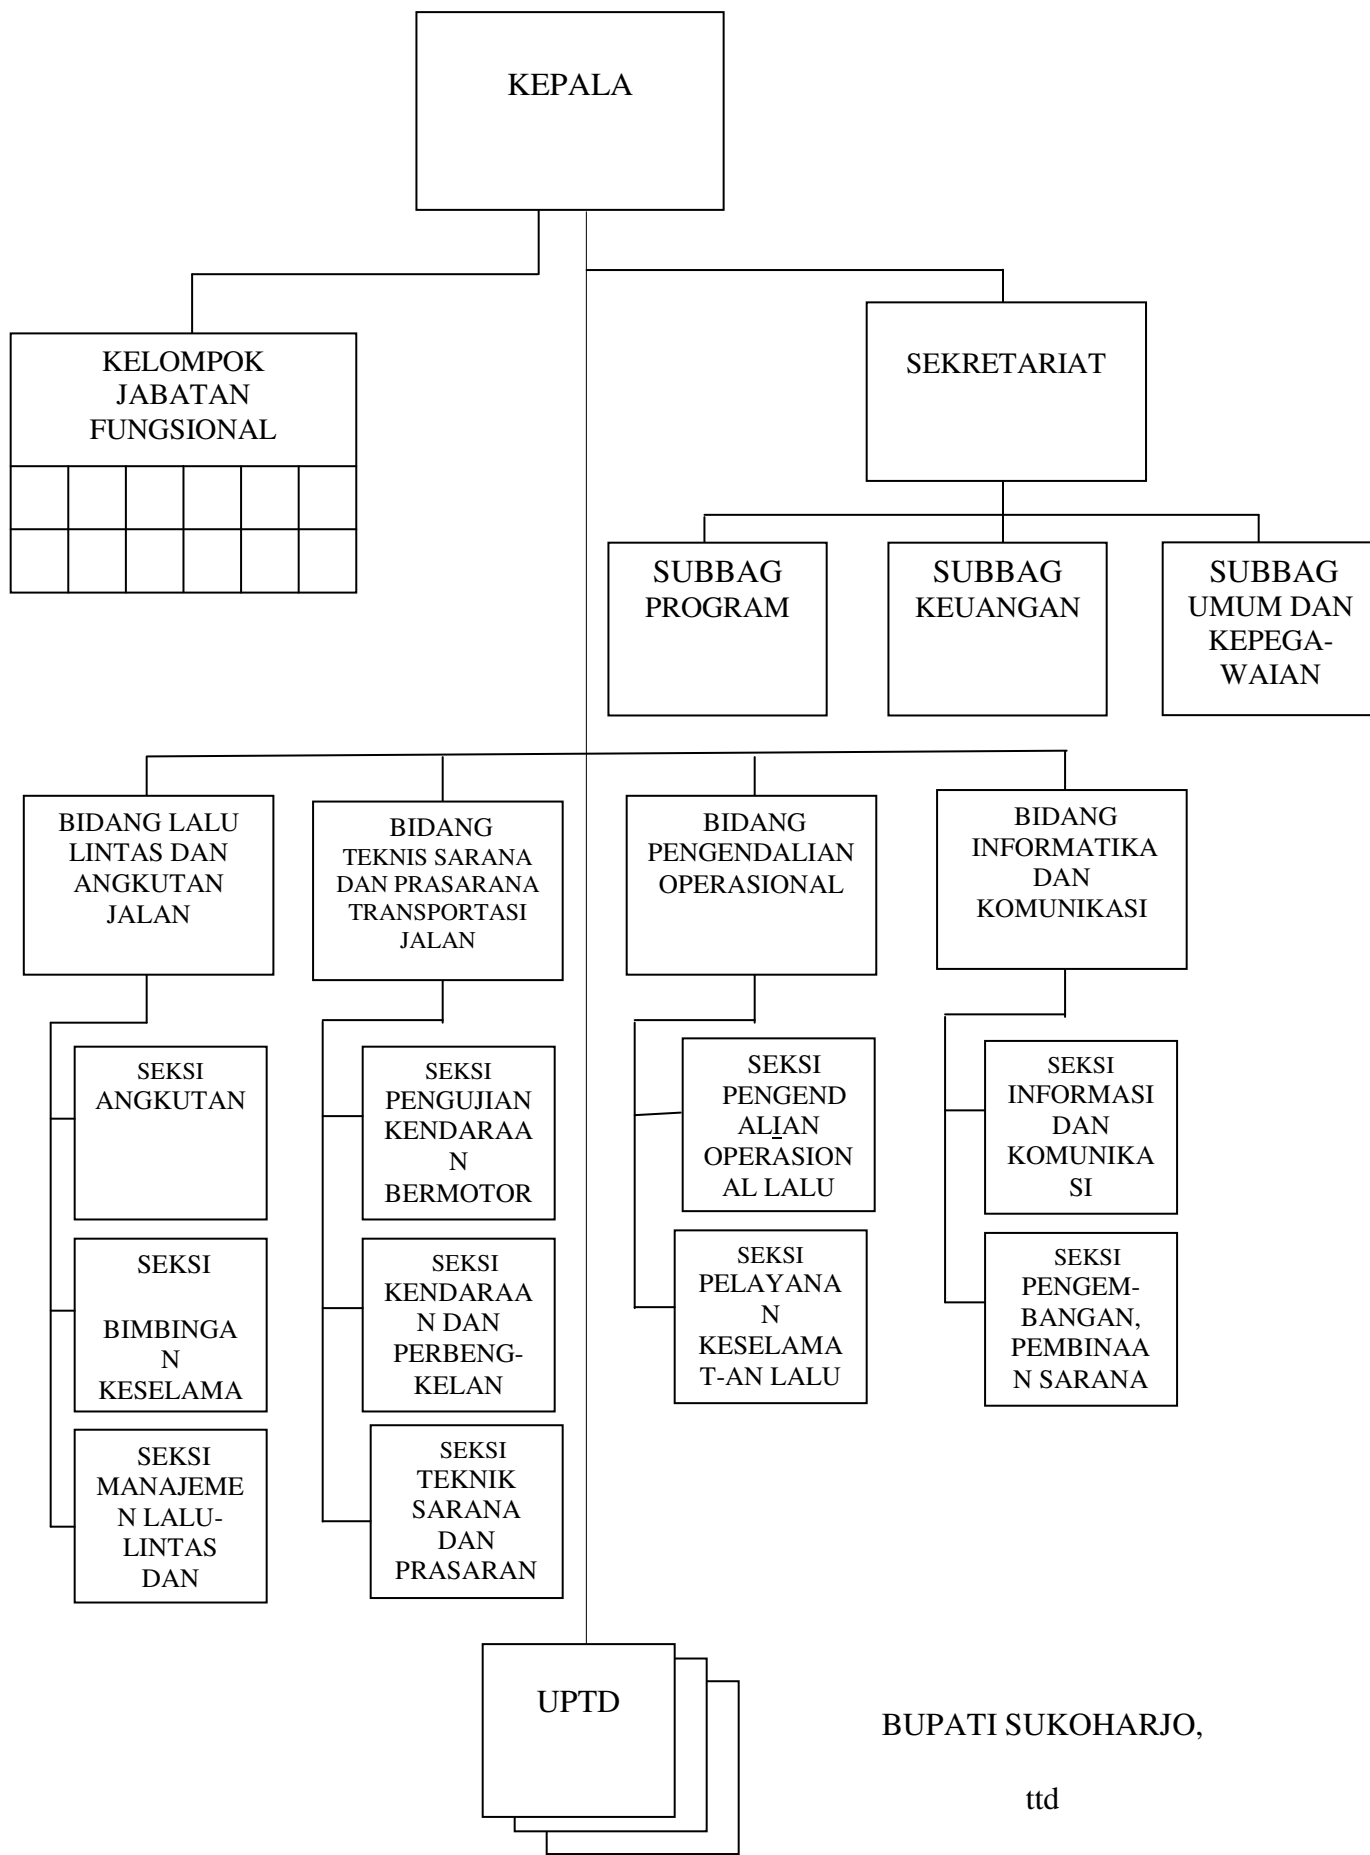 KEPALA
KELOMPOK
JABATAN
FUNGSIONAL
SEKRETARIAT
SUBBAG
PROGRAM
SUBBAG
KEUANGAN
SUBBAG
UMUM DAN
KEPEGA-
WAIAN
BIDANG LALU
LINTAS DAN
ANGKUTAN
JALAN
BIDANG
TEKNIS SARANA
DAN PRASARANA
TRANSPORTASI
JALAN
BIDANG
PENGENDALIAN
OPERASIONAL
BIDANG
INFORMATIKA
DAN
KOMUNIKASI
SEKSI
ANGKUTAN
SEKSI
BIMBINGA
N
KESELAMA
SEKSI
MANAJEME
N LALU-
LINTAS
DAN
SEKSI
PENGUJIAN
KENDARAA
N
BERMOTOR
SEKSI
KENDARAA
N DAN
PERBENG-
KELAN
SEKSI
TEKNIK
SARANA
DAN
PRASARAN
SEKSI
PENGEND
ALIAN
OPERASION
AL LALU
SEKSI
PELAYANA
N
KESELAMA
T-AN LALU
SEKSI
INFORMASI
DAN
KOMUNIKA
SI
SEKSI
PENGEM-
BANGAN,
PEMBINAA
N SARANA
UPTD
BUPATI SUKOHARJO,
ttd